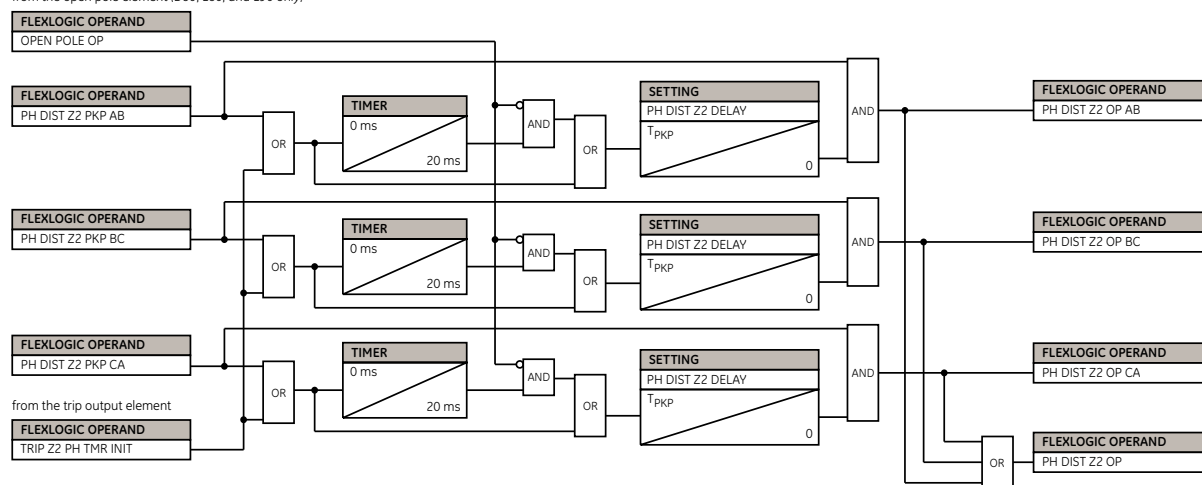 from the open pole element (D60, L60, and L90 only)
FLEXLOGIC OPERAND
OPEN POLE OP
FLEXLOGIC OPERAND
PH DIST Z2 PKP AB
OR
TIMER
0 ms
20 ms
AND
OR
SETTING
PH DIST Z2 DELAY
TPKP
0
AND
FLEXLOGIC OPERAND
PH DIST Z2 OP AB
FLEXLOGIC OPERAND
PH DIST Z2 PKP BC
OR
TIMER
0 ms
20 ms
AND
OR
SETTING
PH DIST Z2 DELAY
TPKP
0
AND
FLEXLOGIC OPERAND
PH DIST Z2 OP BC
FLEXLOGIC OPERAND
PH DIST Z2 PKP CA
OR
TIMER
0 ms
20 ms
AND
OR
SETTING
PH DIST Z2 DELAY
TPKP
0
AND
FLEXLOGIC OPERAND
PH DIST Z2 OP CA
from the trip output element
FLEXLOGIC OPERAND
TRIP Z2 PH TMR INIT
OR
FLEXLOGIC OPERAND
PH DIST Z2 OP